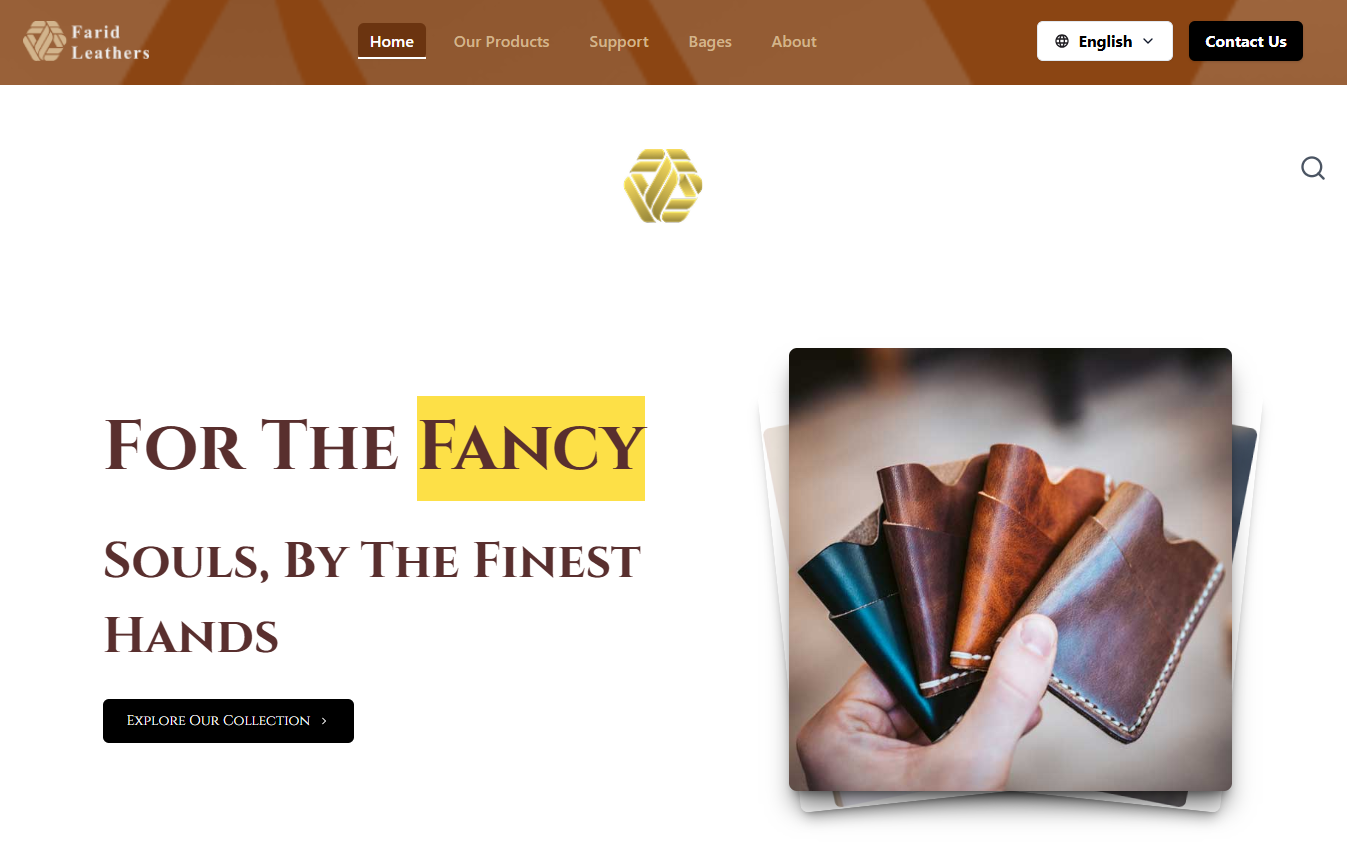 Farid
Leathers
Home
Our Products
Support
Bages
About
English
Contact Us
For The Fancy
Souls, By The Finest
Hands
Explore Our Collection